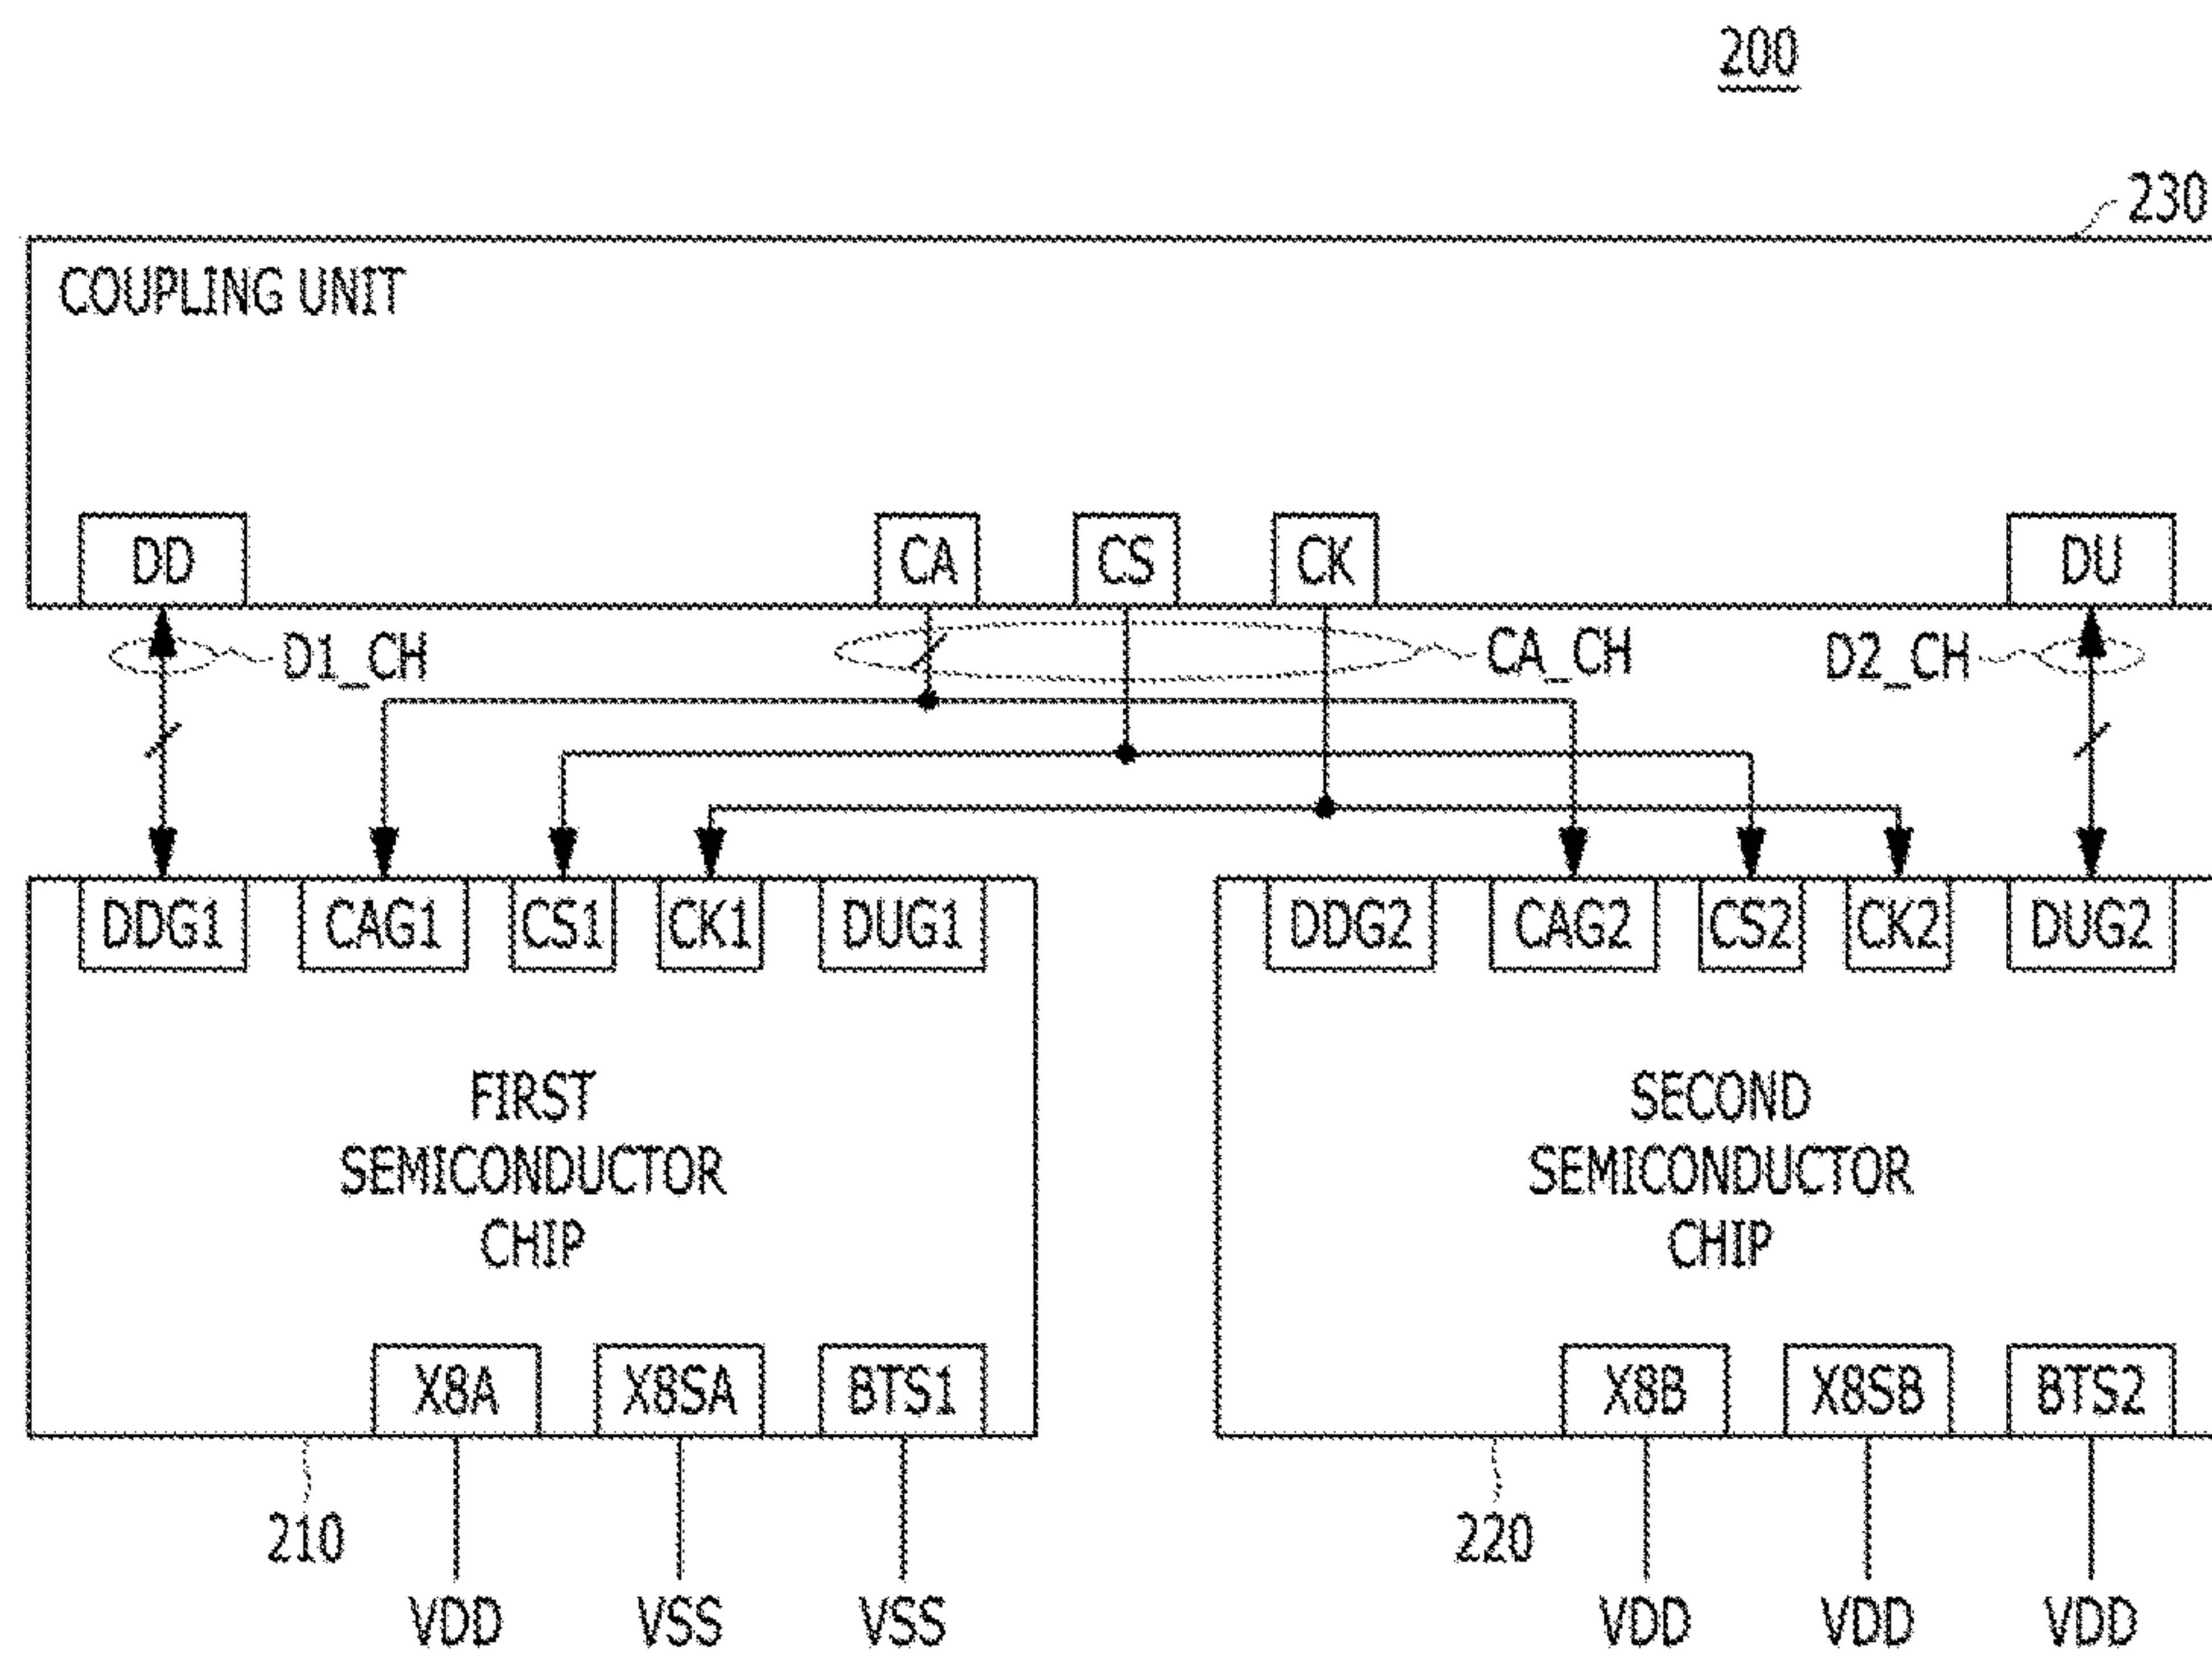 200
230
COUPLING UNIT
DD CA CS CK DU
D1_CH CA_CH D2_CH
DDG1 CAG1 CS1 CK1 DUG1 DDG2 CAG2 CS2 CK2 DUG2
FIRST
SEMICONDUCTOR
CHIP
SECOND
SEMICONDUCTOR
CHIP
X8A X8SA BTS1 X8B X8SB BTS2
210 220
VDD VSS VSS VDD VDD VDD